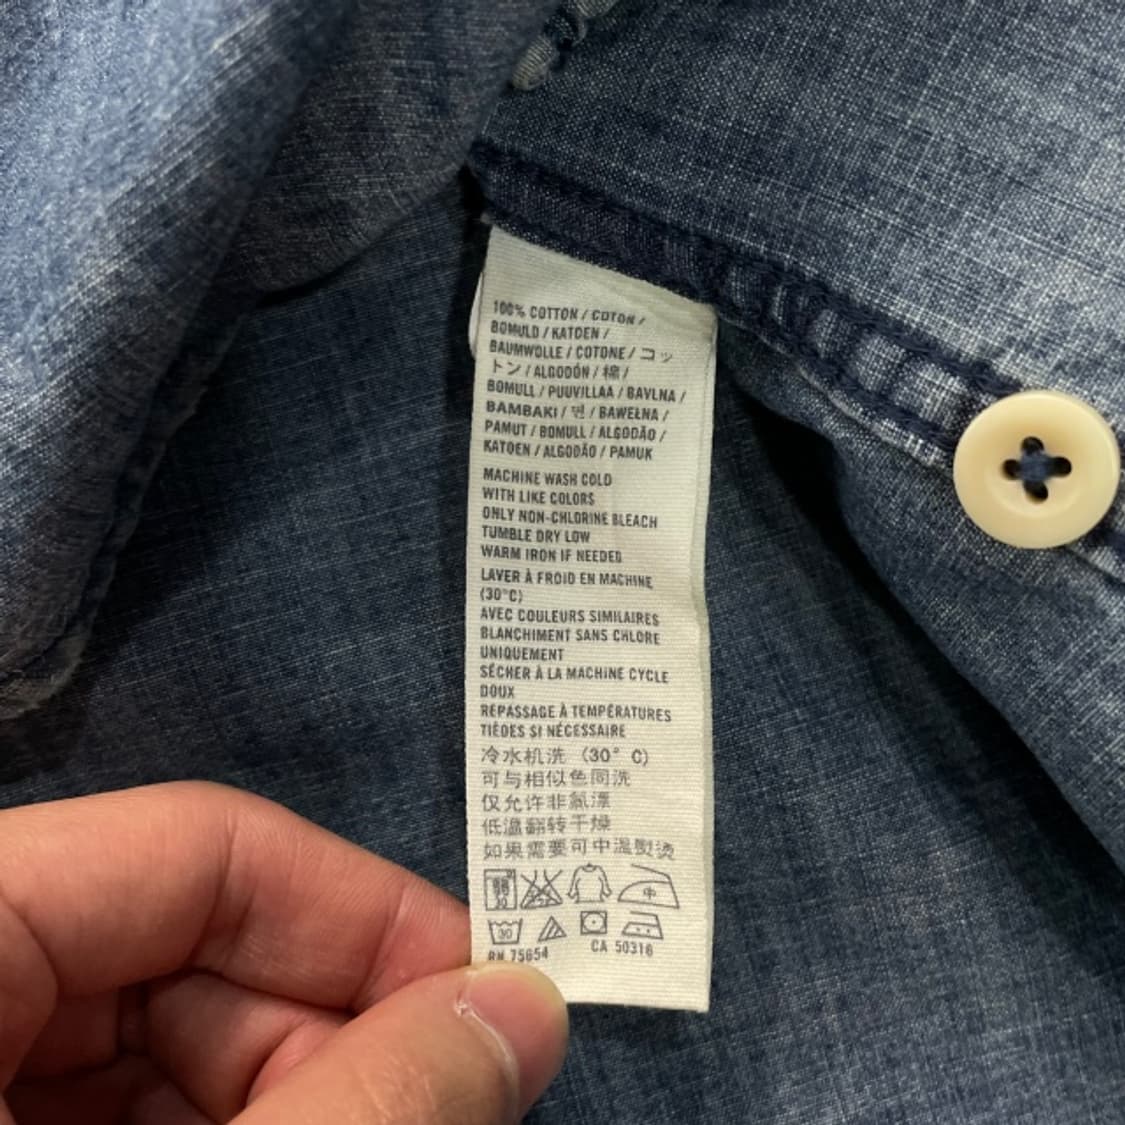 100% COTTON / COTON /
BOMULD / KATOEN /
BAUMWOLLE / COTONE / コッ
トン / ALGODÓN / 棉 /
BOMULL / PUUVILLAA / BAVLNA /
BAMBAKI / 면 / BAWEŁNA /
PAMUT / BOMULL / ALGODÃO /
KATOEN / ALGODÃO / PAMUK
MACHINE WASH COLD
WITH LIKE COLORS
ONLY NON-CHLORINE BLEACH
TUMBLE DRY LOW
WARM IRON IF NEEDED
LAVER À FROID EN MACHINE
(30°C)
AVEC COULEURS SIMILAIRES
BLANCHIMENT SANS CHLORE
UNIQUEMENT
SÉCHER À LA MACHINE CYCLE
DOUX
REPASSAGE À TEMPÉRATURES
TIÈDES SI NÉCESSAIRE
冷水机洗 (30° C)
可与相似色同洗
仅允许非氯漂
低温翻转干燥
如果需要可中温熨烫
中
30
RN 75654 CA 50316